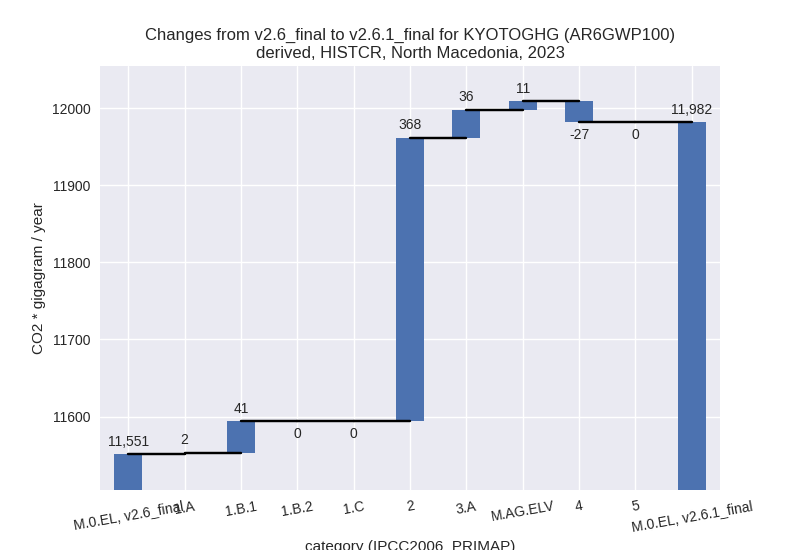 Changes from v2.6_final to v2.6.1_final for KYOTOGHG (AR6GWP100)
derived, HISTCR, North Macedonia, 2023
CO2 * gigagram / year
12000
11900
11800
11700
11600
11,551
2
41
0
0
368
36
11
-27
0
11,982
M.0.EL, v2.6_final
1.A
1.B.1
1.B.2
1.C
2
3.A
M.AG.ELV
4
5
M.0.EL, v2.6.1_final
category (IPCC2006_PRIMAP)